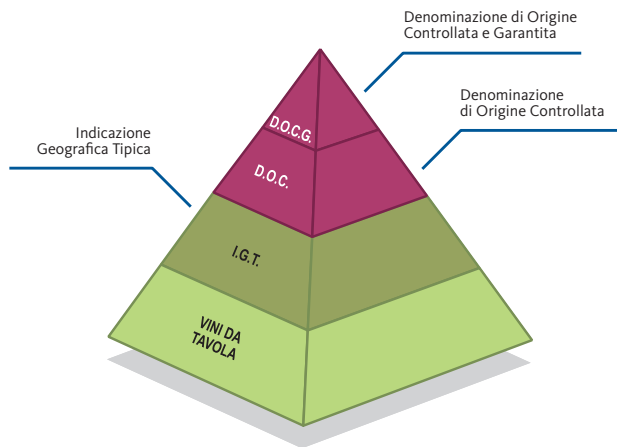 Denominazione di Origine
Controllata e Garantita
Denominazione
di Origine Controllata
Indicazione
Geografica Tipica
D.O.C.G.
D.O.C.
I.G.T.
VINI DA
TAVOLA